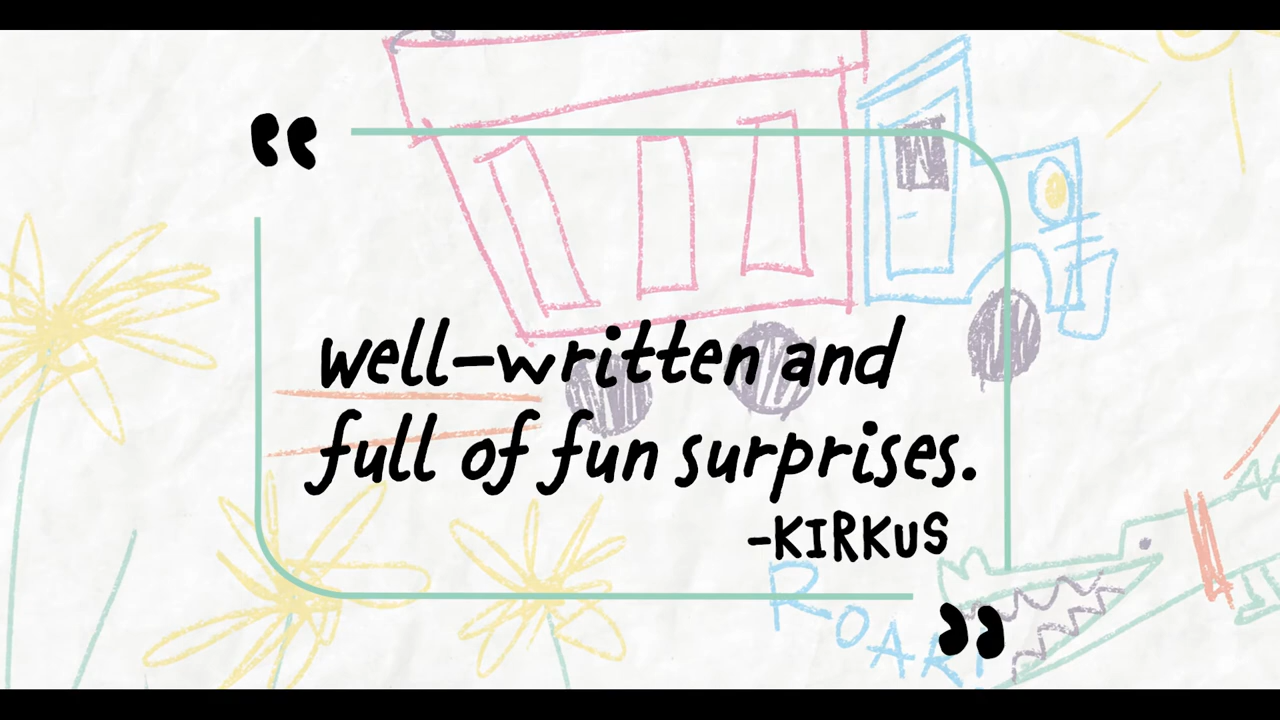 “
well-written and
full of fun surprises.
-KIRKUS
ROAR!
”